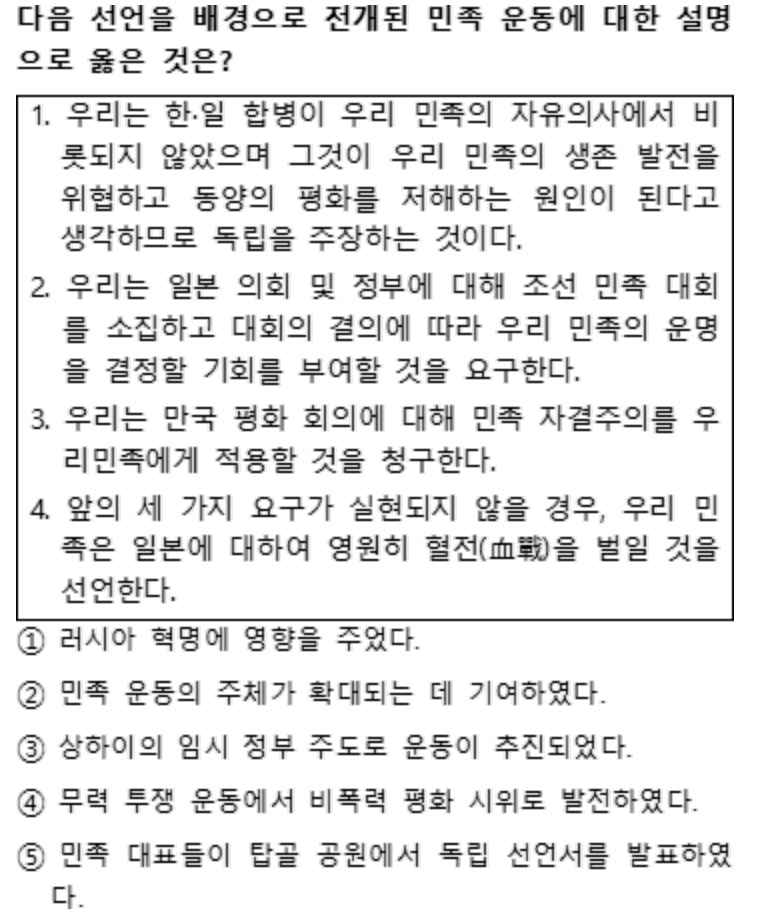 다음 선언을 배경으로 전개된 민족 운동에 대한 설명
으로 옳은 것은?
1. 우리는 한·일 합병이 우리 민족의 자유의사에서 비
롯되지 않았으며 그것이 우리 민족의 생존 발전을
위협하고 동양의 평화를 저해하는 원인이 된다고
생각하므로 독립을 주장하는 것이다.
2. 우리는 일본 의회 및 정부에 대해 조선 민족 대회
를 소집하고 대회의 결의에 따라 우리 민족의 운명
을 결정할 기회를 부여할 것을 요구한다.
3. 우리는 만국 평화 회의에 대해 민족 자결주의를 우
리민족에게 적용할 것을 청구한다.
4. 앞의 세 가지 요구가 실현되지 않을 경우, 우리 민
족은 일본에 대하여 영원히 혈전(血戰)을 벌일 것을
선언한다.
① 러시아 혁명에 영향을 주었다.
② 민족 운동의 주체가 확대되는 데 기여하였다.
③ 상하이의 임시 정부 주도로 운동이 추진되었다.
④ 무력 투쟁 운동에서 비폭력 평화 시위로 발전하였다.
⑤ 민족 대표들이 탑골 공원에서 독립 선언서를 발표하였
다.